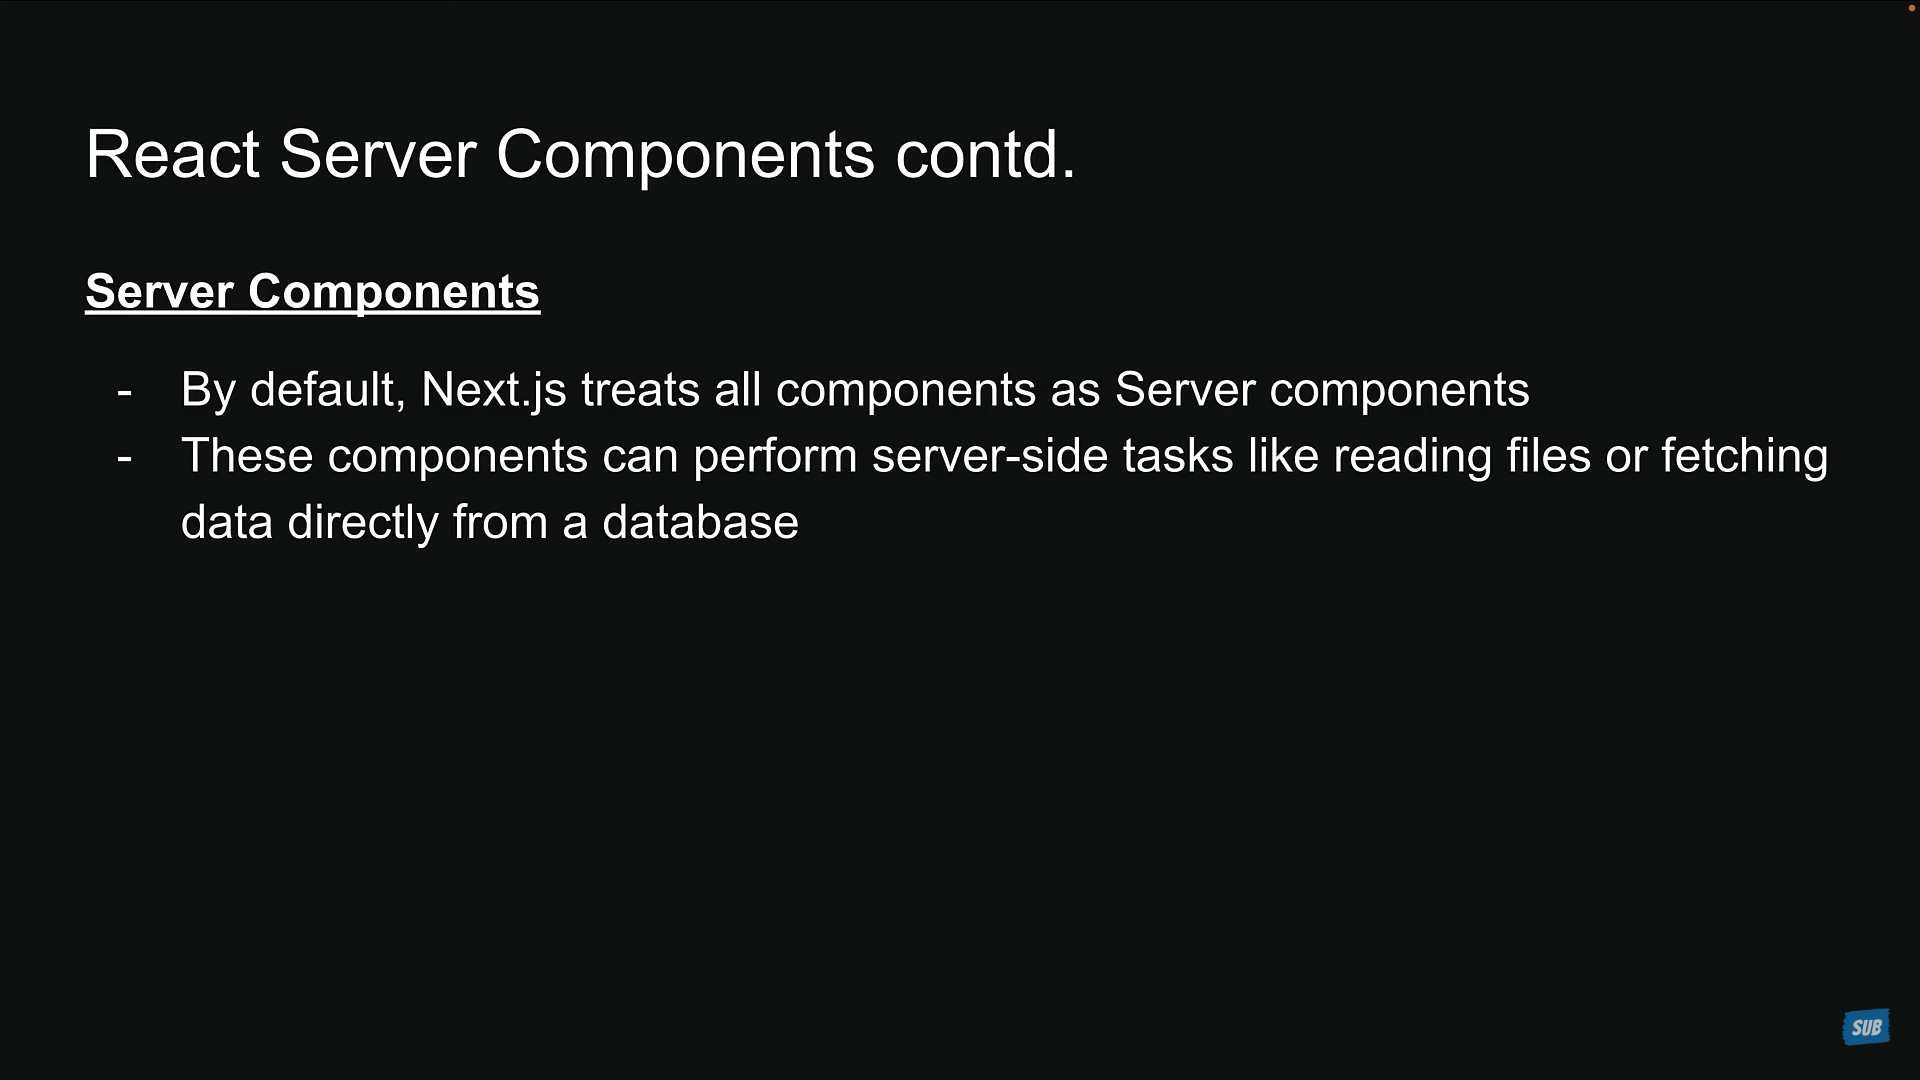 React Server Components contd.
Server Components
- By default, Next.js treats all components as Server components
- These components can perform server-side tasks like reading files or fetching
data directly from a database
SUB